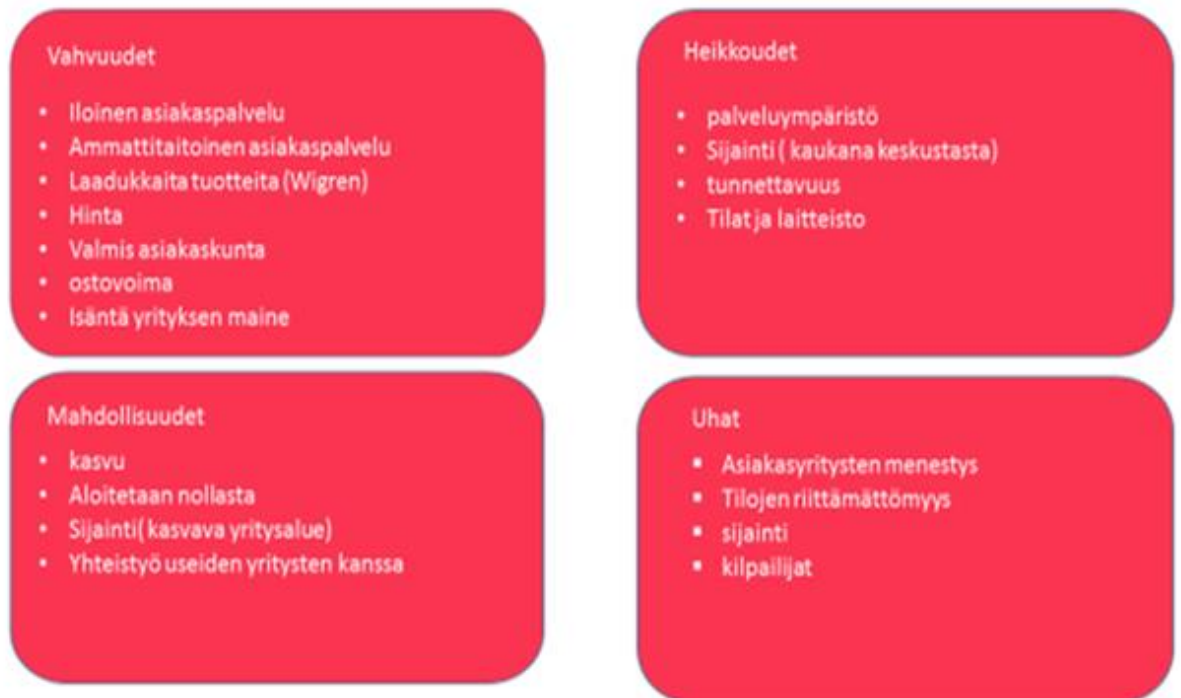 Vahvuudet
• Iloinen asiakaspalvelu
• Ammattitaitoinen asiakaspalvelu
• Laadukkaita tuotteita (Wigren)
• Hinta
• Valmis asiakaskunta
• ostovoima
• Isäntä yrityksen maine
Heikkoudet
• palveluympäristö
• Sijainti ( kaukana keskustasta)
• tunnettavuus
• Tilat ja laitteisto
Mahdollisuudet
• kasvu
• Aloitetaan nollasta
• Sijainti( kasvava yritysalue)
• Yhteistyö useiden yritysten kanssa
Uhat
▪ Asiakasyritysten menestys
▪ Tilojen riittämättömyys
▪ sijainti
▪ kilpailijat